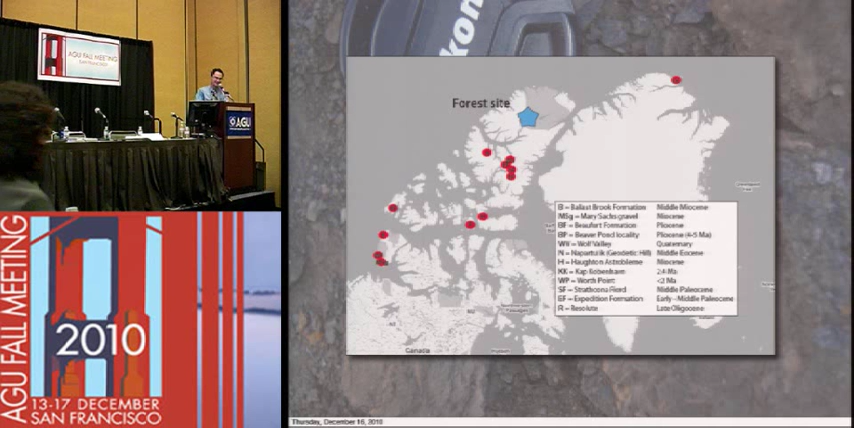 AGU FALL MEETING
SAN FRANCISCO
AGU
AGU FALL MEETING
2010
13-17 DECEMBER
SAN FRANCISCO
kon
Forest site
B = Ballast Brook Formation Middle Miocene
MSg = Mary Sachs gravel Miocene
BF = Beaufort Formation Pliocene
BP = Beaver Pond locality Pliocene (4-5 Ma)
WV = Wolf Valley Quaternary
N = Napartulik (Geodetic Hill) Middle Eocene
H = Haughton Astrobleme Miocene
KK = Kap Kobenhavn 2.4 Ma
WP = Worth Point <2 Ma
SF = Strathcona Fiord Middle Paleocene
EF = Expedition Formation Early - Middle Paleocene
R = Resolute Late Oligocene
Canada
Thursday, December 16, 2010